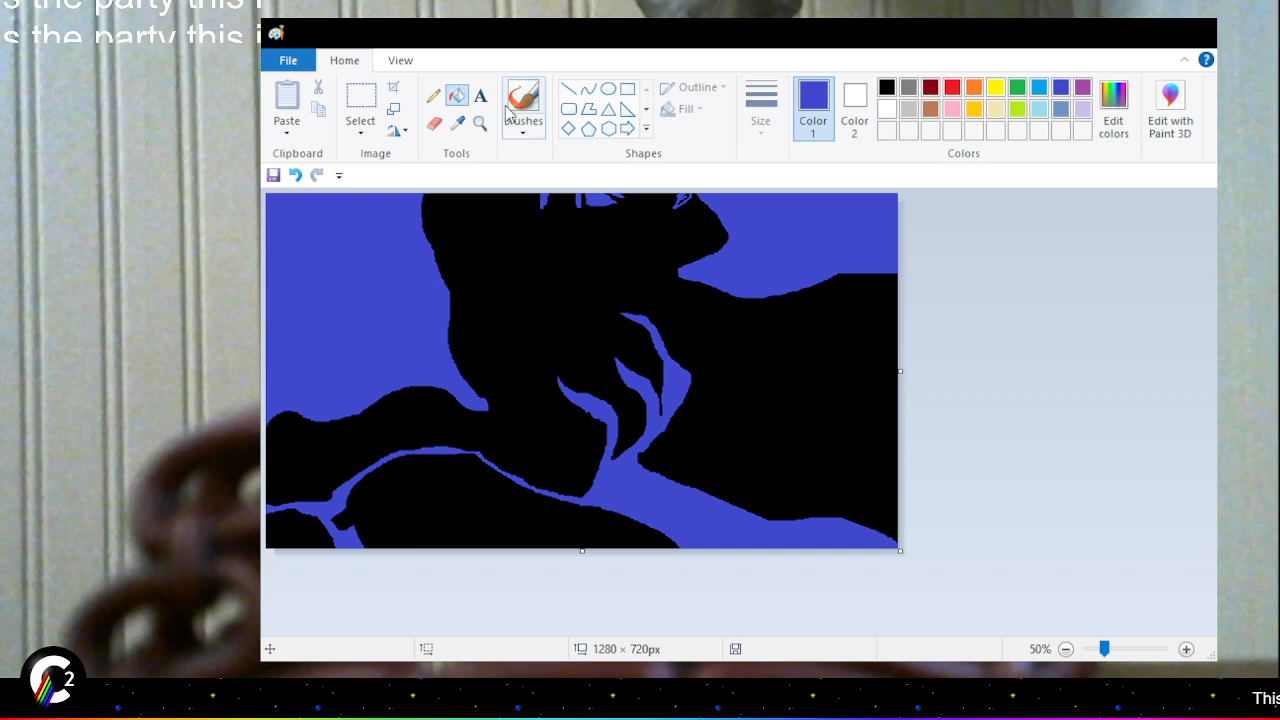 s the party this i
s the party this i
File Home View
Paste
Select
Brushes
Outline
Fill
Size
Color 1
Color 2
Edit colors
Edit with Paint 3D
Clipboard
Image
Tools
Shapes
Colors
1280 × 720px
50%
C2
This